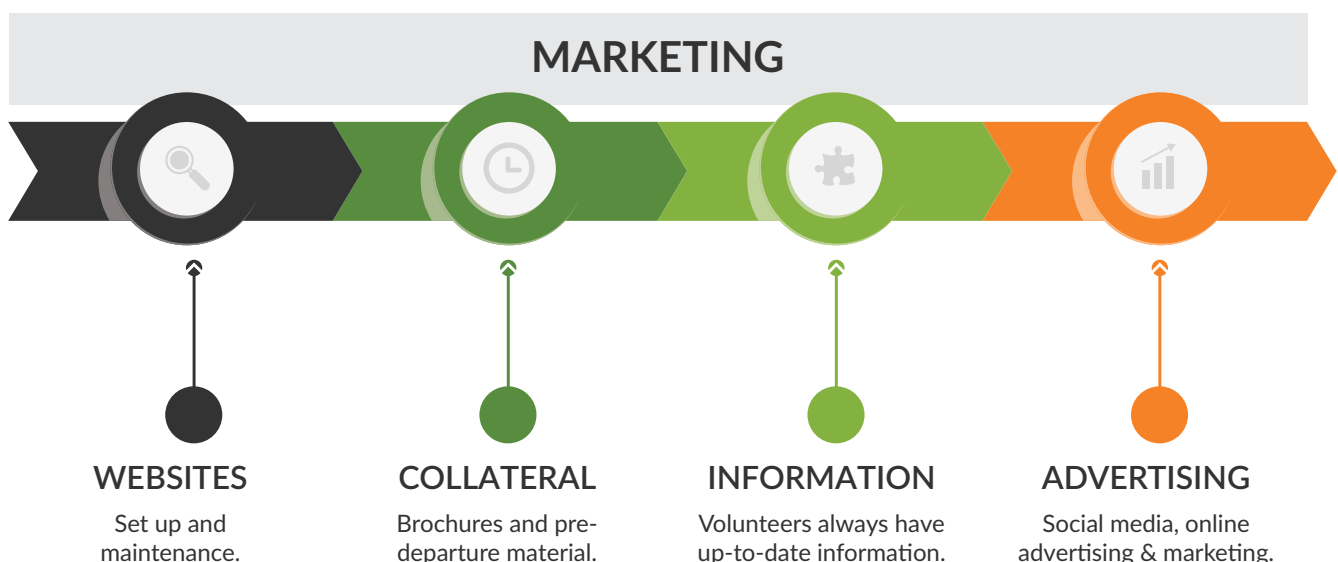 MARKETING
WEBSITES
Set up and
maintenance.
COLLATERAL
Brochures and pre-
departure material.
INFORMATION
Volunteers always have
up-to-date information.
ADVERTISING
Social media, online
advertising & marketing.